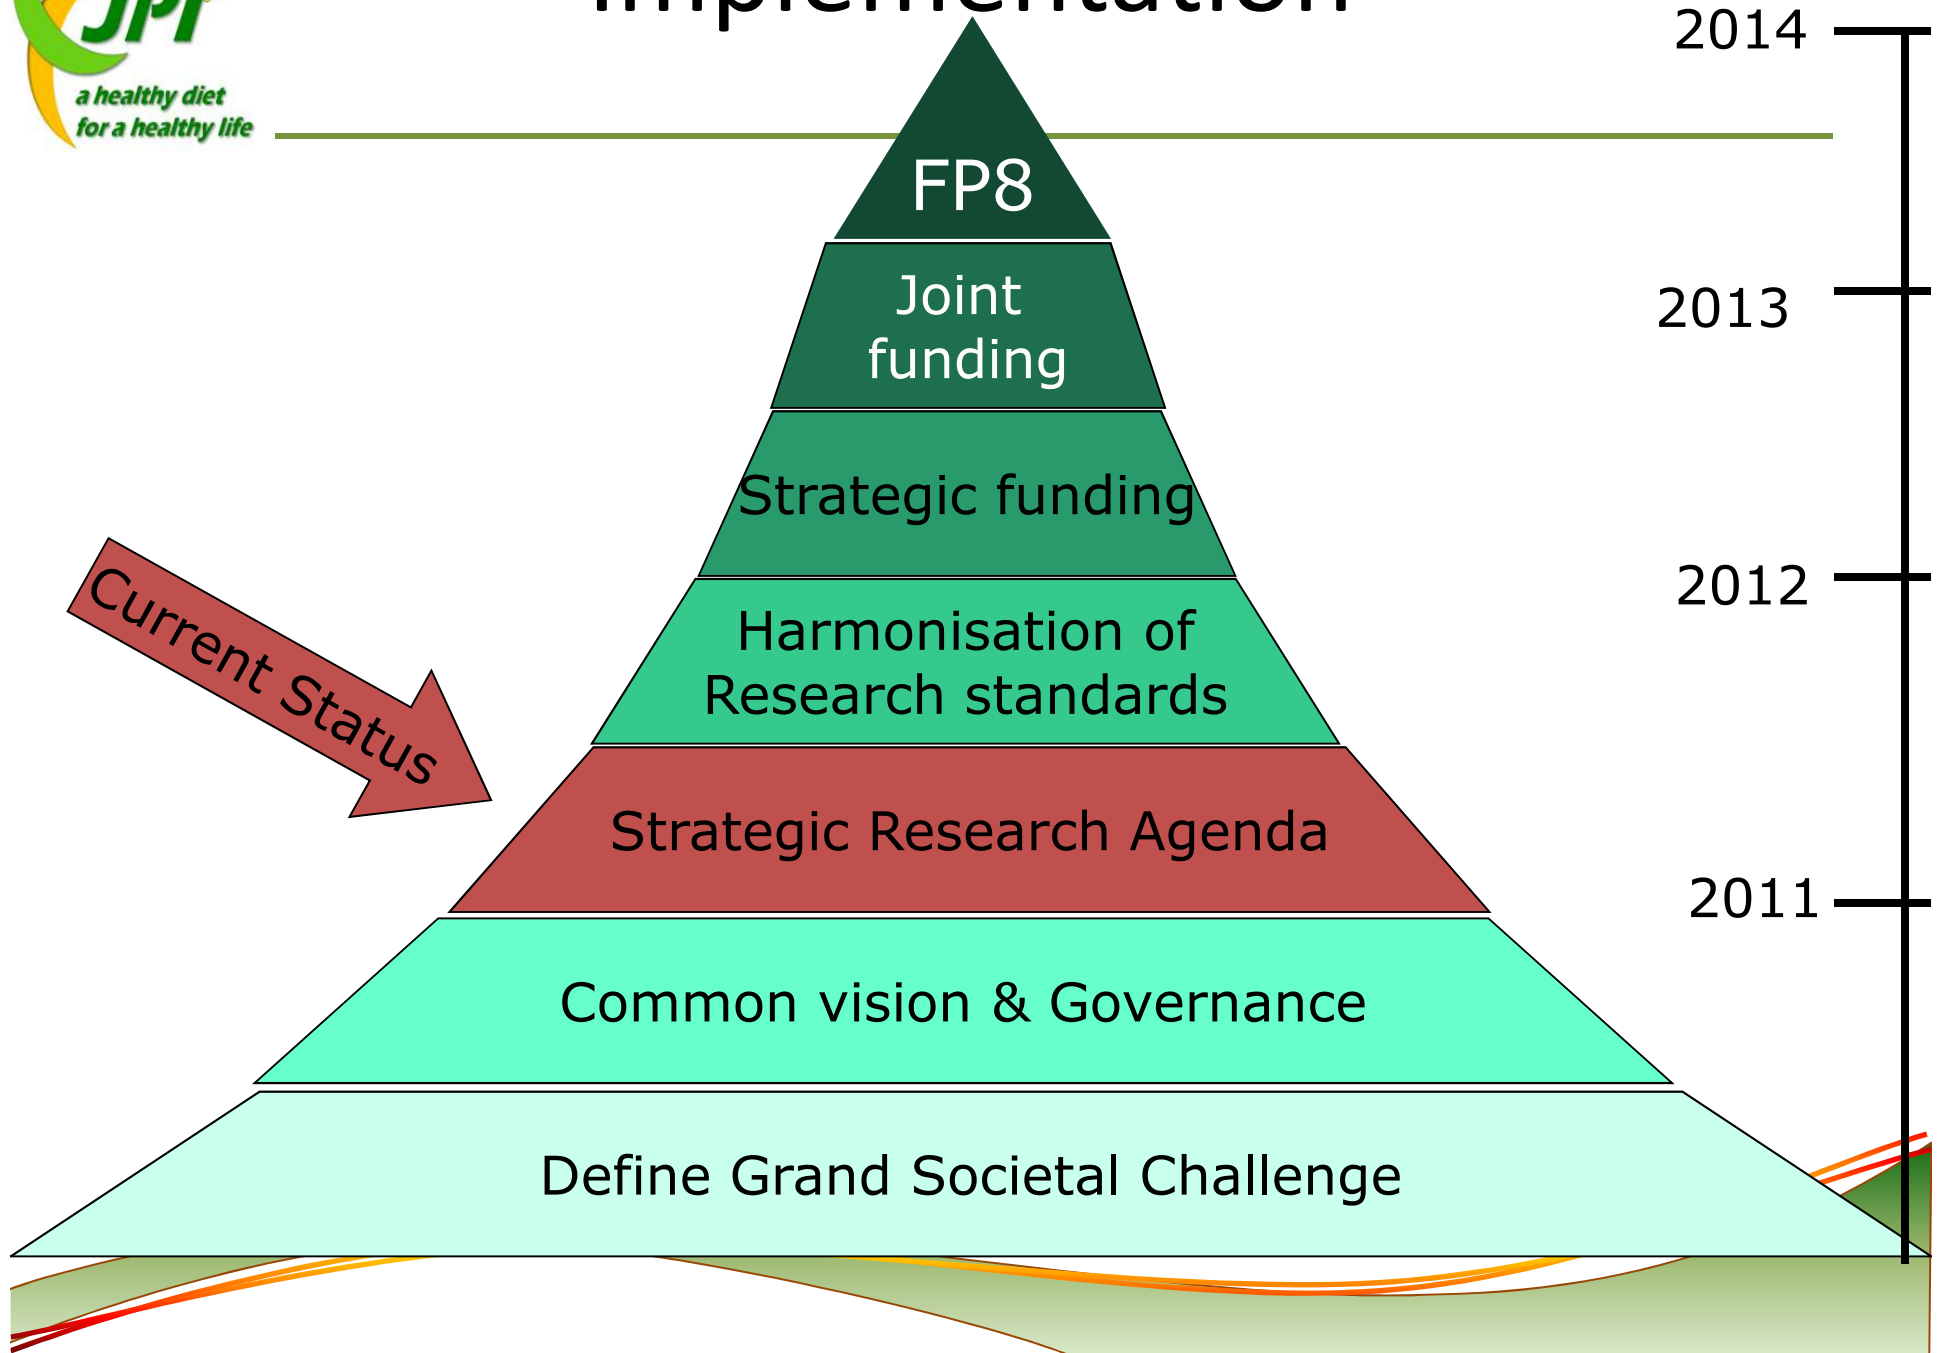 JPI
a healthy diet
for a healthy life
Implementation
2014
FP8
Joint
funding
2013
Strategic funding
2012
Harmonisation of
Research standards
Current Status
Strategic Research Agenda
2011
Common vision & Governance
Define Grand Societal Challenge